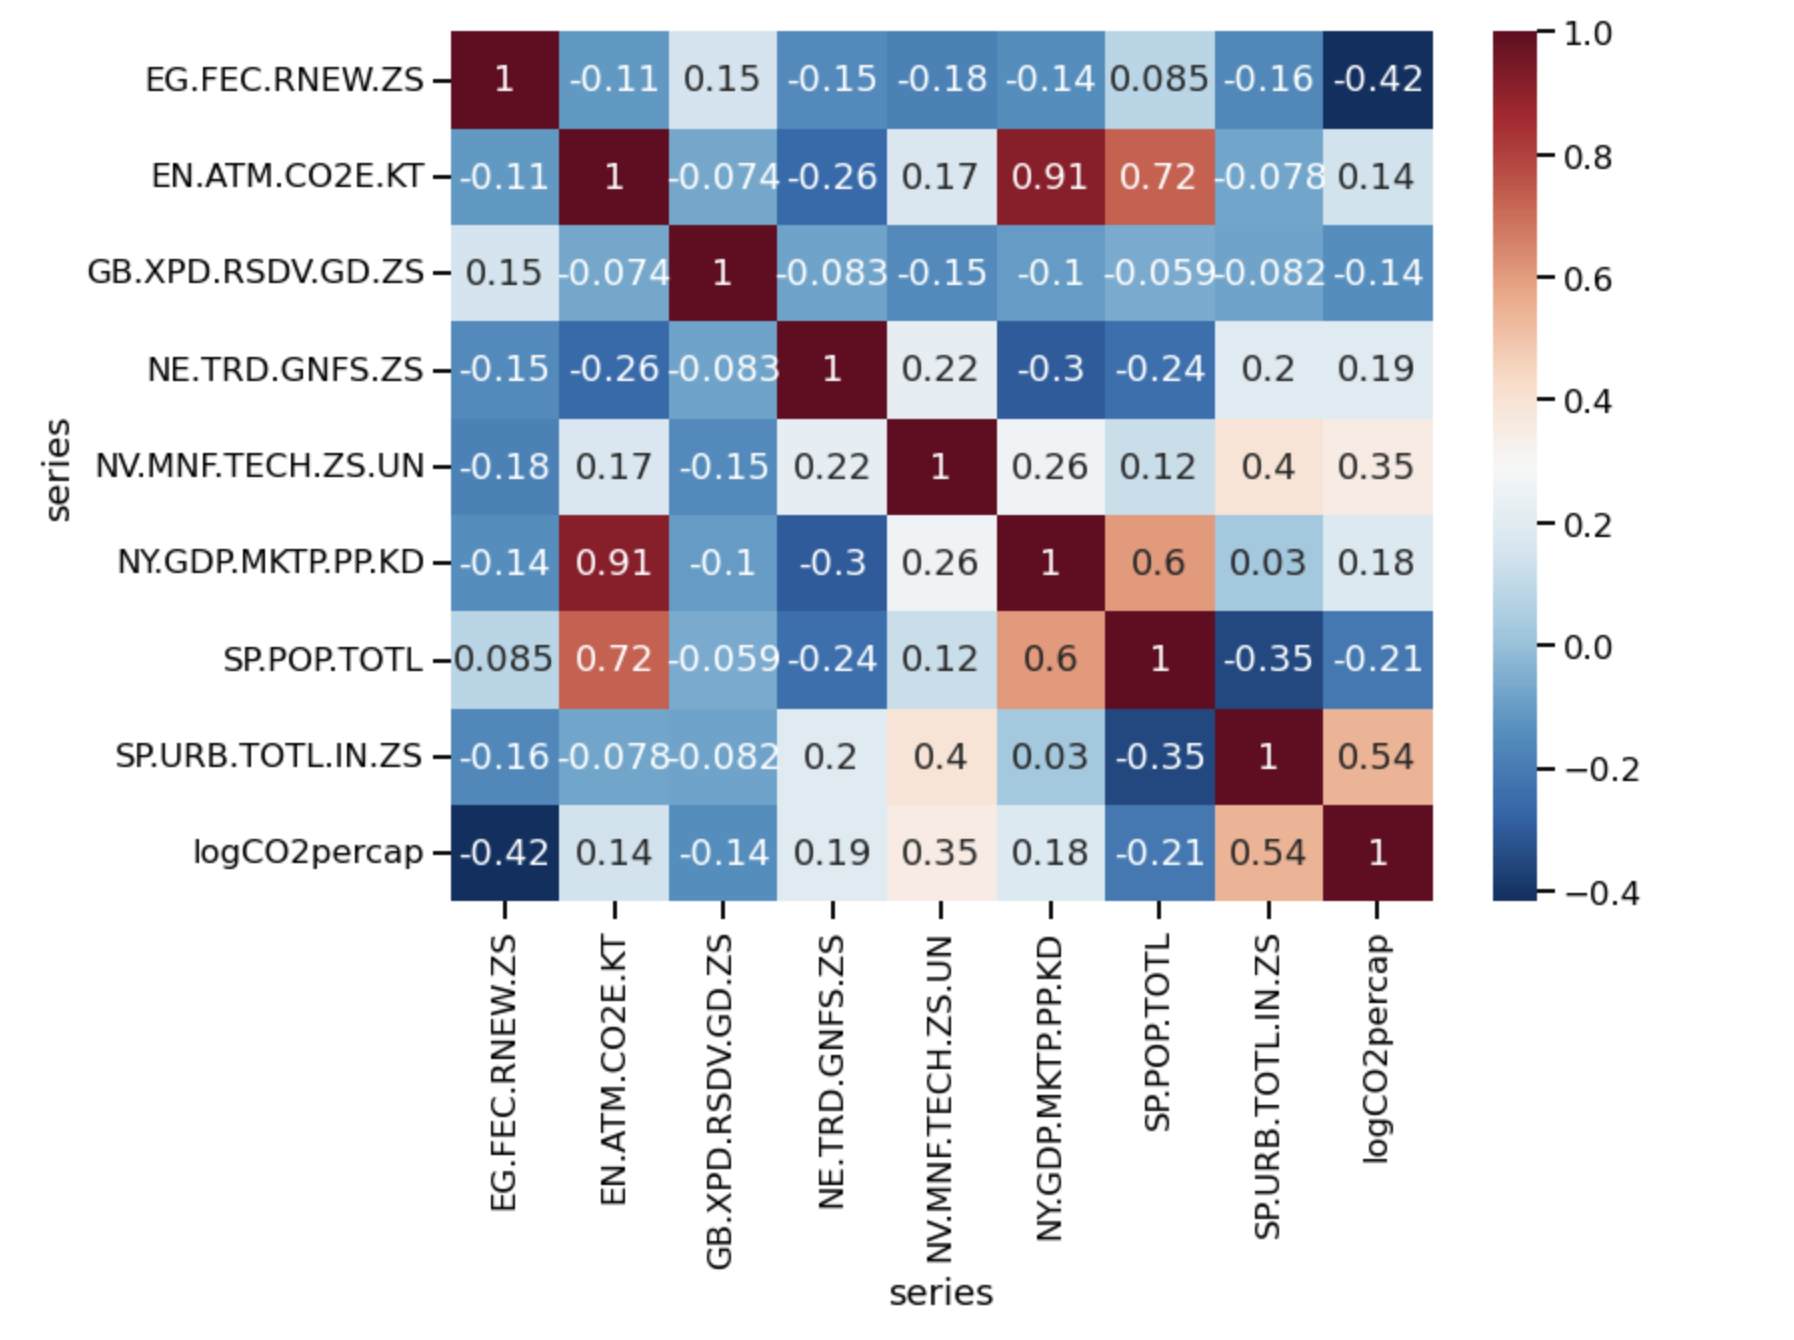 EG.FEC.RNEW.ZS 1 -0.11 0.15 -0.15 -0.18 -0.14 0.085 -0.16 -0.42
EN.ATM.CO2E.KT -0.11 1 -0.074 -0.26 0.17 0.91 0.72 -0.078 0.14
GB.XPD.RSDV.GD.ZS 0.15 -0.074 1 -0.083 -0.15 -0.1 -0.059 -0.082 -0.14
NE.TRD.GNFS.ZS -0.15 -0.26 -0.083 1 0.22 -0.3 -0.24 0.2 0.19
NV.MNF.TECH.ZS.UN -0.18 0.17 -0.15 0.22 1 0.26 0.12 0.4 0.35
NY.GDP.MKTP.PP.KD -0.14 0.91 -0.1 -0.3 0.26 1 0.6 0.03 0.18
SP.POP.TOTL 0.085 0.72 -0.059 -0.24 0.12 0.6 1 -0.35 -0.21
SP.URB.TOTL.IN.ZS -0.16 -0.078 -0.082 0.2 0.4 0.03 -0.35 1 0.54
logCO2percap -0.42 0.14 -0.14 0.19 0.35 0.18 -0.21 0.54 1
series
EG.FEC.RNEW.ZS
EN.ATM.CO2E.KT
GB.XPD.RSDV.GD.ZS
NE.TRD.GNFS.ZS
NV.MNF.TECH.ZS.UN
NY.GDP.MKTP.PP.KD
SP.POP.TOTL
SP.URB.TOTL.IN.ZS
logCO2percap
series
1.0
0.8
0.6
0.4
0.2
0.0
−0.2
−0.4